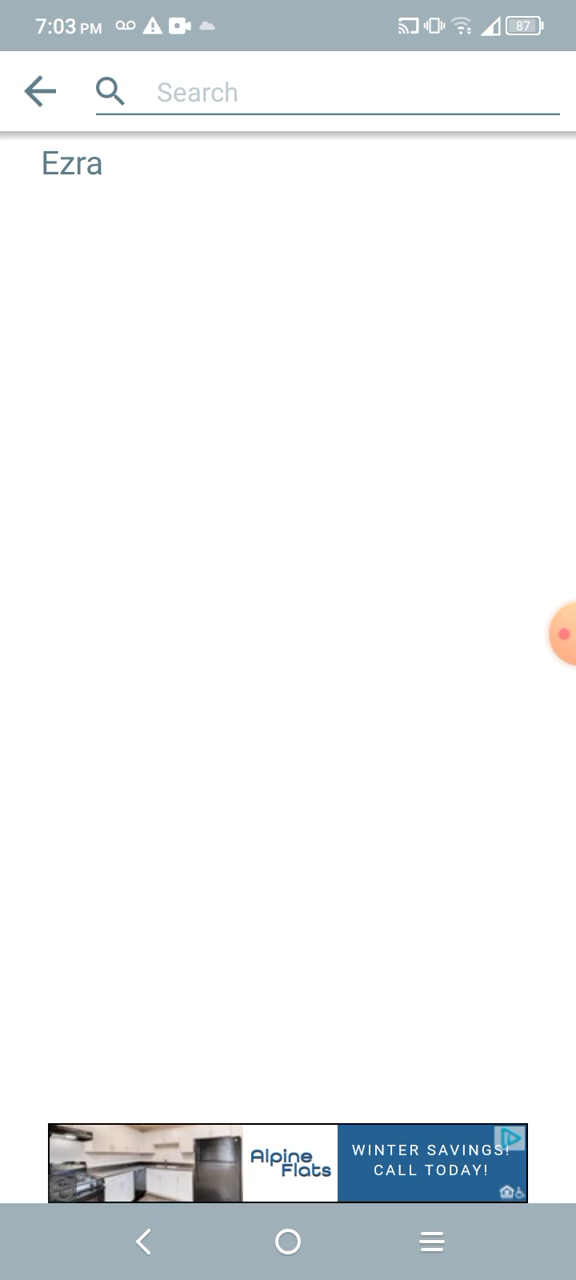 7:03 PM
87
Search
Ezra
Alpine
Flats
WINTER SAVINGS!
CALL TODAY!